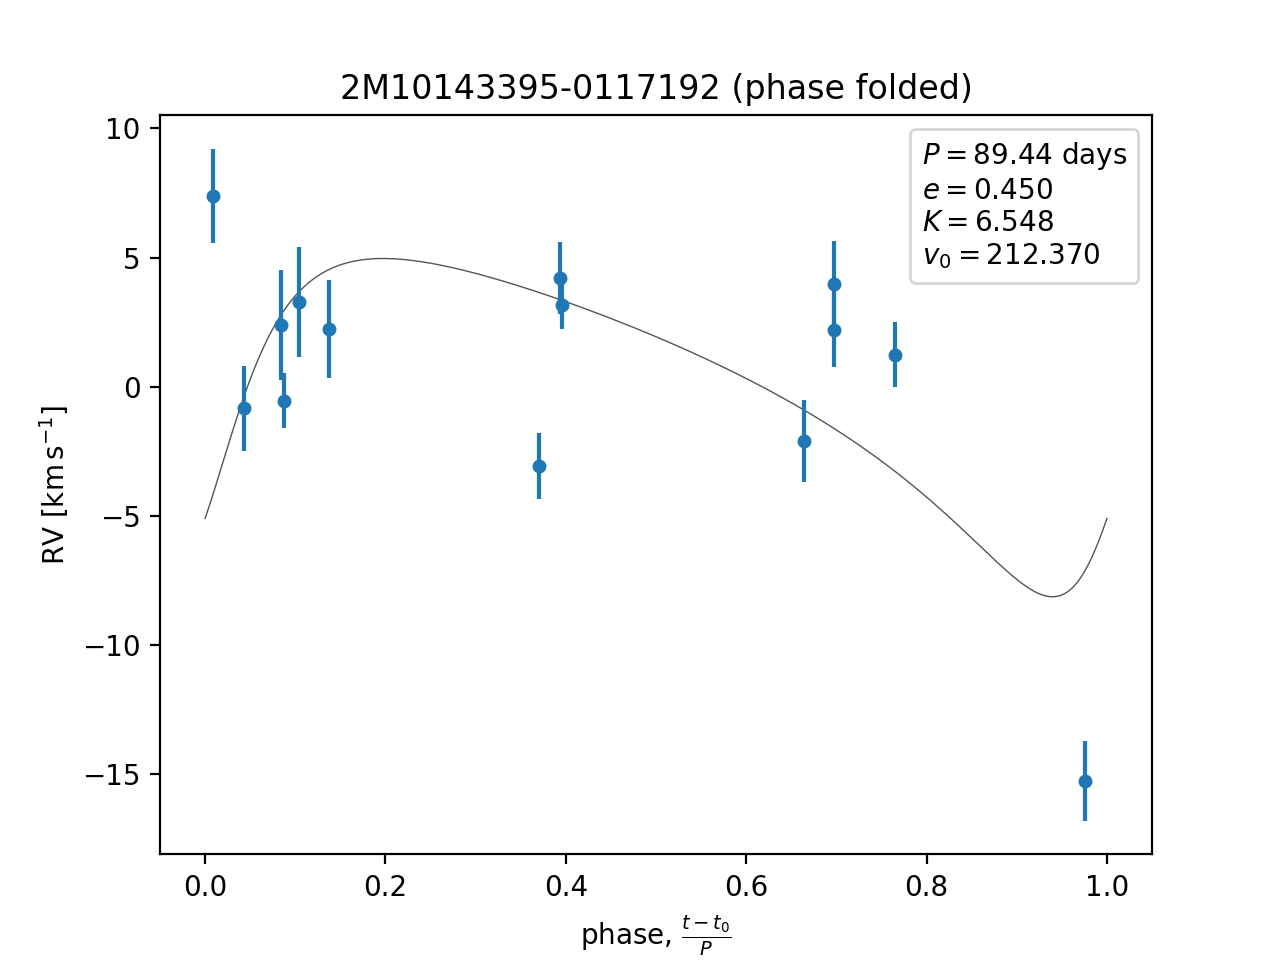 2M10143395-0117192 (phase folded)
P = 89.44 days
e = 0.450
K = 6.548
v₀ = 212.370
RV [km s⁻¹]
10
5
0
−5
−10
−15
0.0 0.2 0.4 0.6 0.8 1.0
phase, (t − t₀)/P